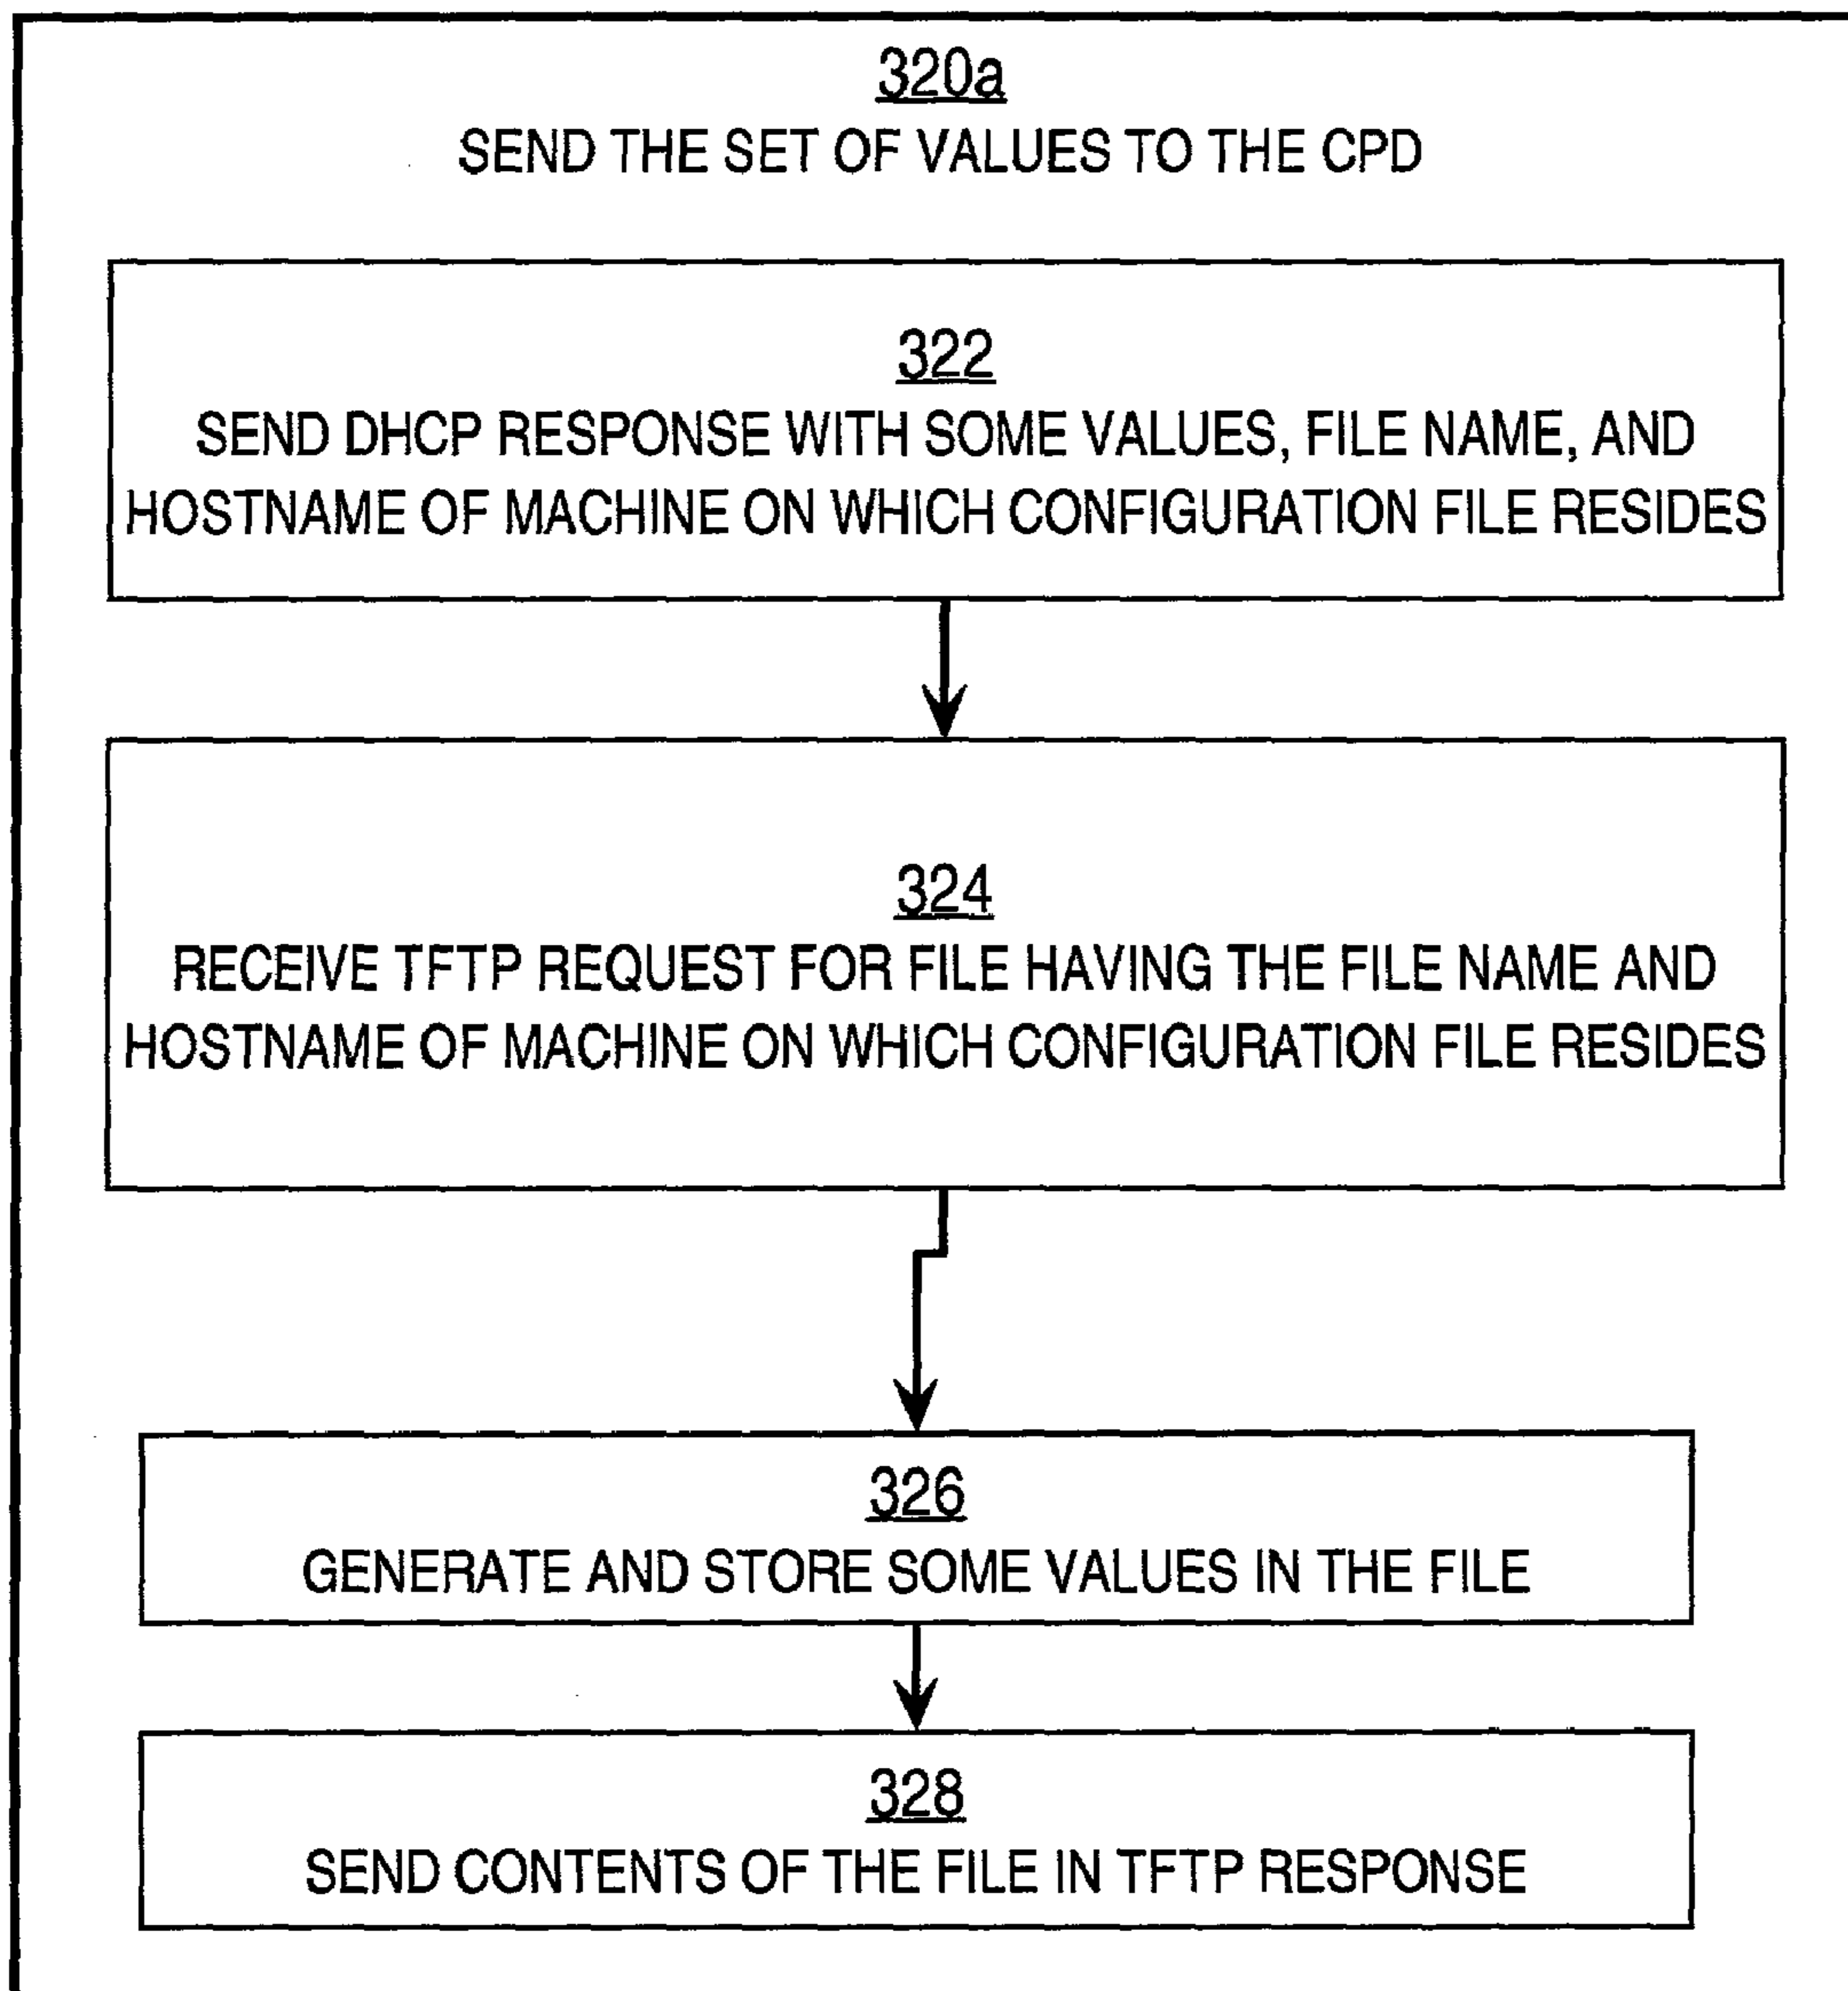 320a
SEND THE SET OF VALUES TO THE CPD
322
SEND DHCP RESPONSE WITH SOME VALUES, FILE NAME, AND
HOSTNAME OF MACHINE ON WHICH CONFIGURATION FILE RESIDES
324
RECEIVE TFTP REQUEST FOR FILE HAVING THE FILE NAME AND
HOSTNAME OF MACHINE ON WHICH CONFIGURATION FILE RESIDES
326
GENERATE AND STORE SOME VALUES IN THE FILE
328
SEND CONTENTS OF THE FILE IN TFTP RESPONSE